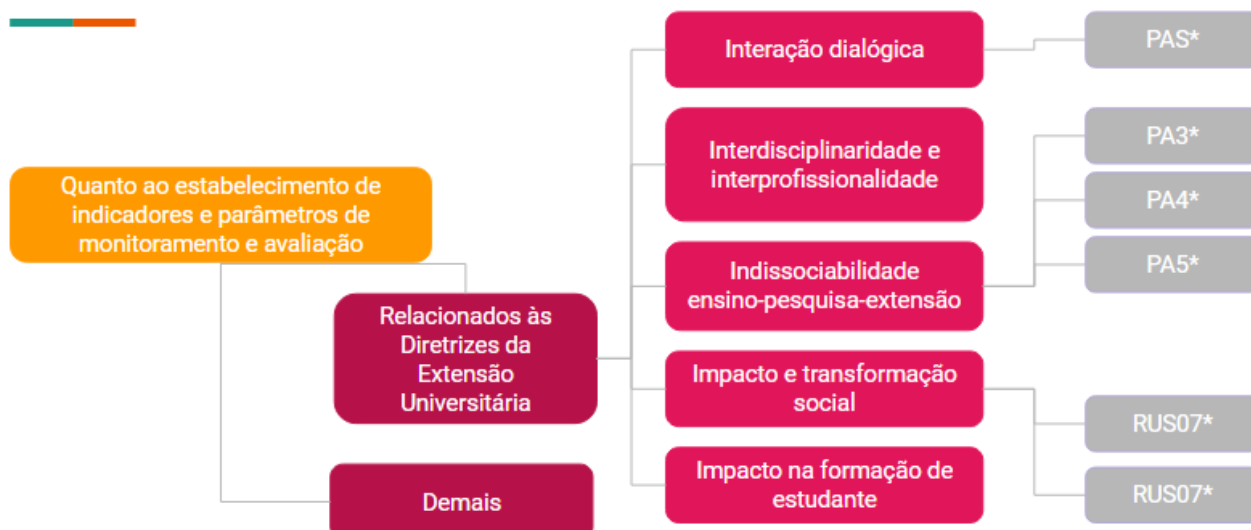 Quanto ao estabelecimento de
indicadores e parâmetros de
monitoramento e avaliação
Relacionados às
Diretrizes da
Extensão
Universitária
Demais
Interação dialógica
Interdisciplinaridade e
interprofissionalidade
Indissociabilidade
ensino-pesquisa-extensão
Impacto e transformação
social
Impacto na formação de
estudante
PAS*
PA3*
PA4*
PA5*
RUS07*
RUS07*